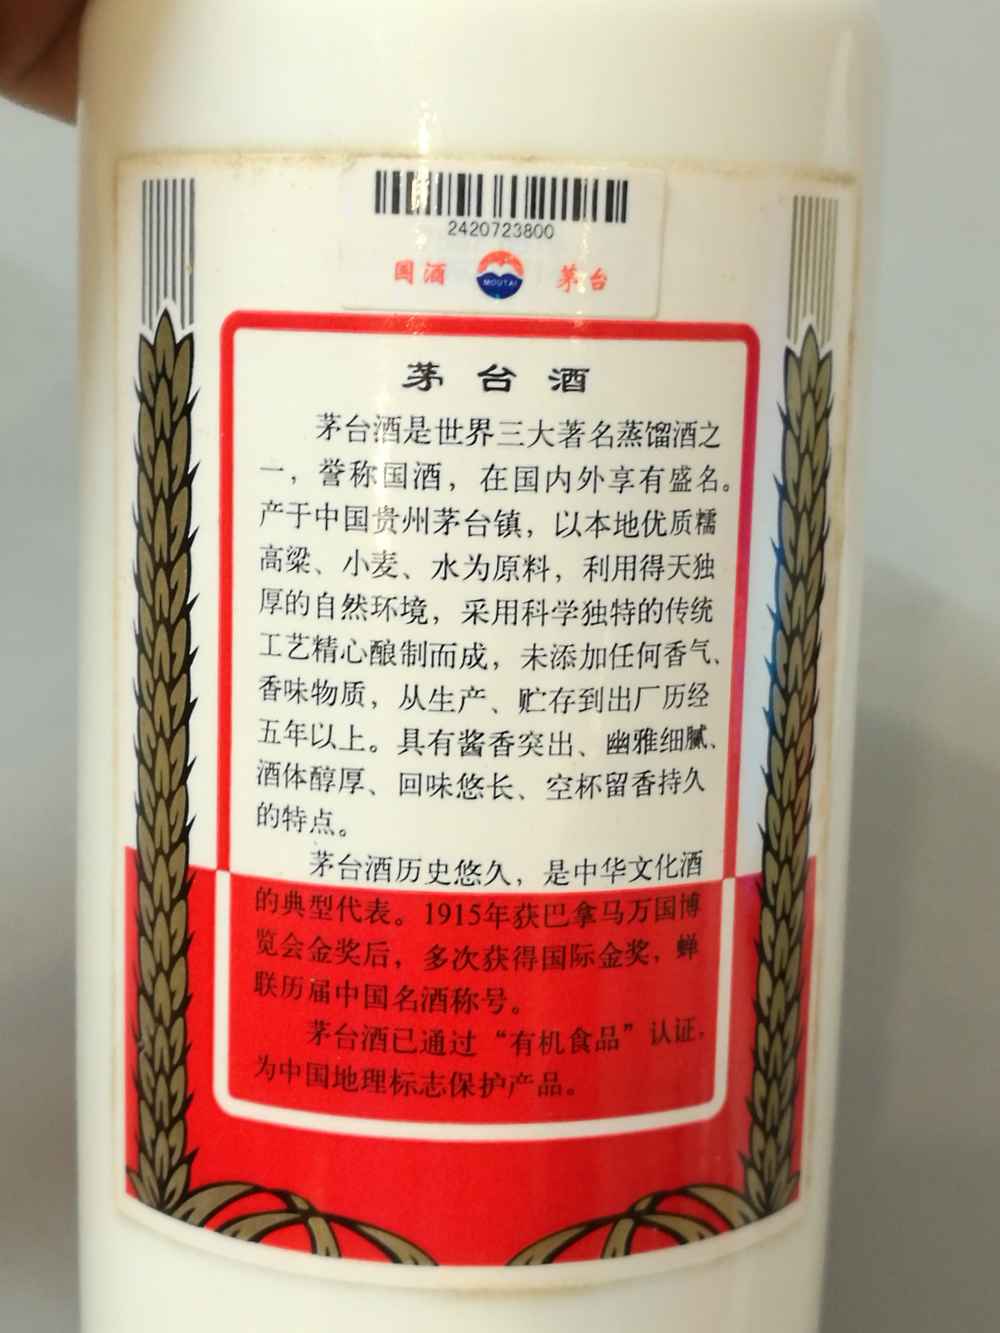 2420723800
国酒 MOUTAI 茅台
茅台酒
茅台酒是世界三大著名蒸馏酒之
一，誉称国酒，在国内外享有盛名。
产于中国贵州茅台镇，以本地优质糯
高粱、小麦、水为原料，利用得天独
厚的自然环境，采用科学独特的传统
工艺精心酿制而成，未添加任何香气、
香味物质，从生产、贮存到出厂历经
五年以上。具有酱香突出、幽雅细腻、
酒体醇厚、回味悠长、空杯留香持久
的特点。
茅台酒历史悠久，是中华文化酒
的典型代表。1915年获巴拿马万国博
览会金奖后，多次获得国际金奖，蝉
联历届中国名酒称号。
茅台酒已通过“有机食品”认证，
为中国地理标志保护产品。